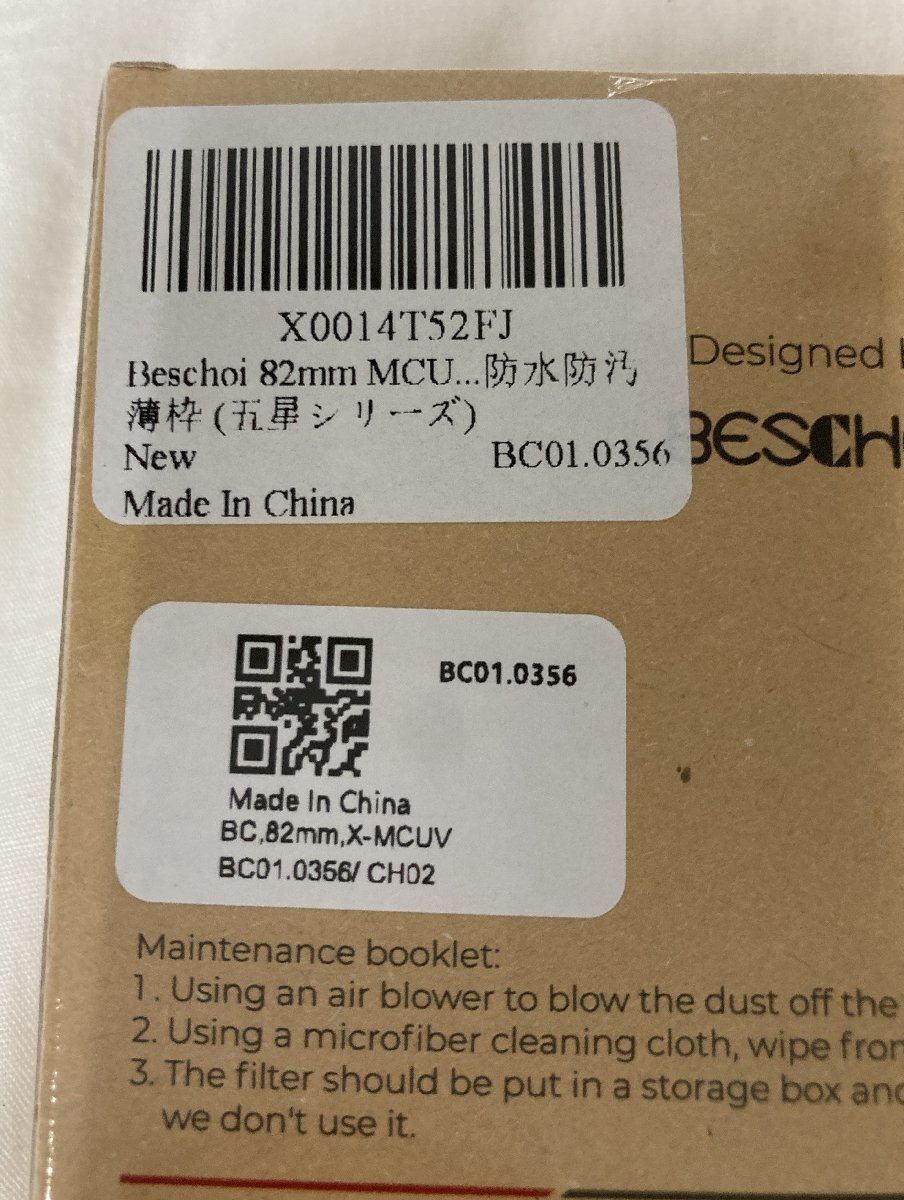 X0014T52FJ
Beschoi 82mm MCU...防水防汚
薄枠 (五星シリーズ)
New BC01.0356
Made In China
Designed
BESCH
BC01.0356
Made In China
BC,82mm,X-MCUV
BC01.0356/ CH02
Maintenance booklet:
1. Using an air blower to blow the dust off the
2. Using a microfiber cleaning cloth, wipe from
3. The filter should be put in a storage box and
we don't use it.